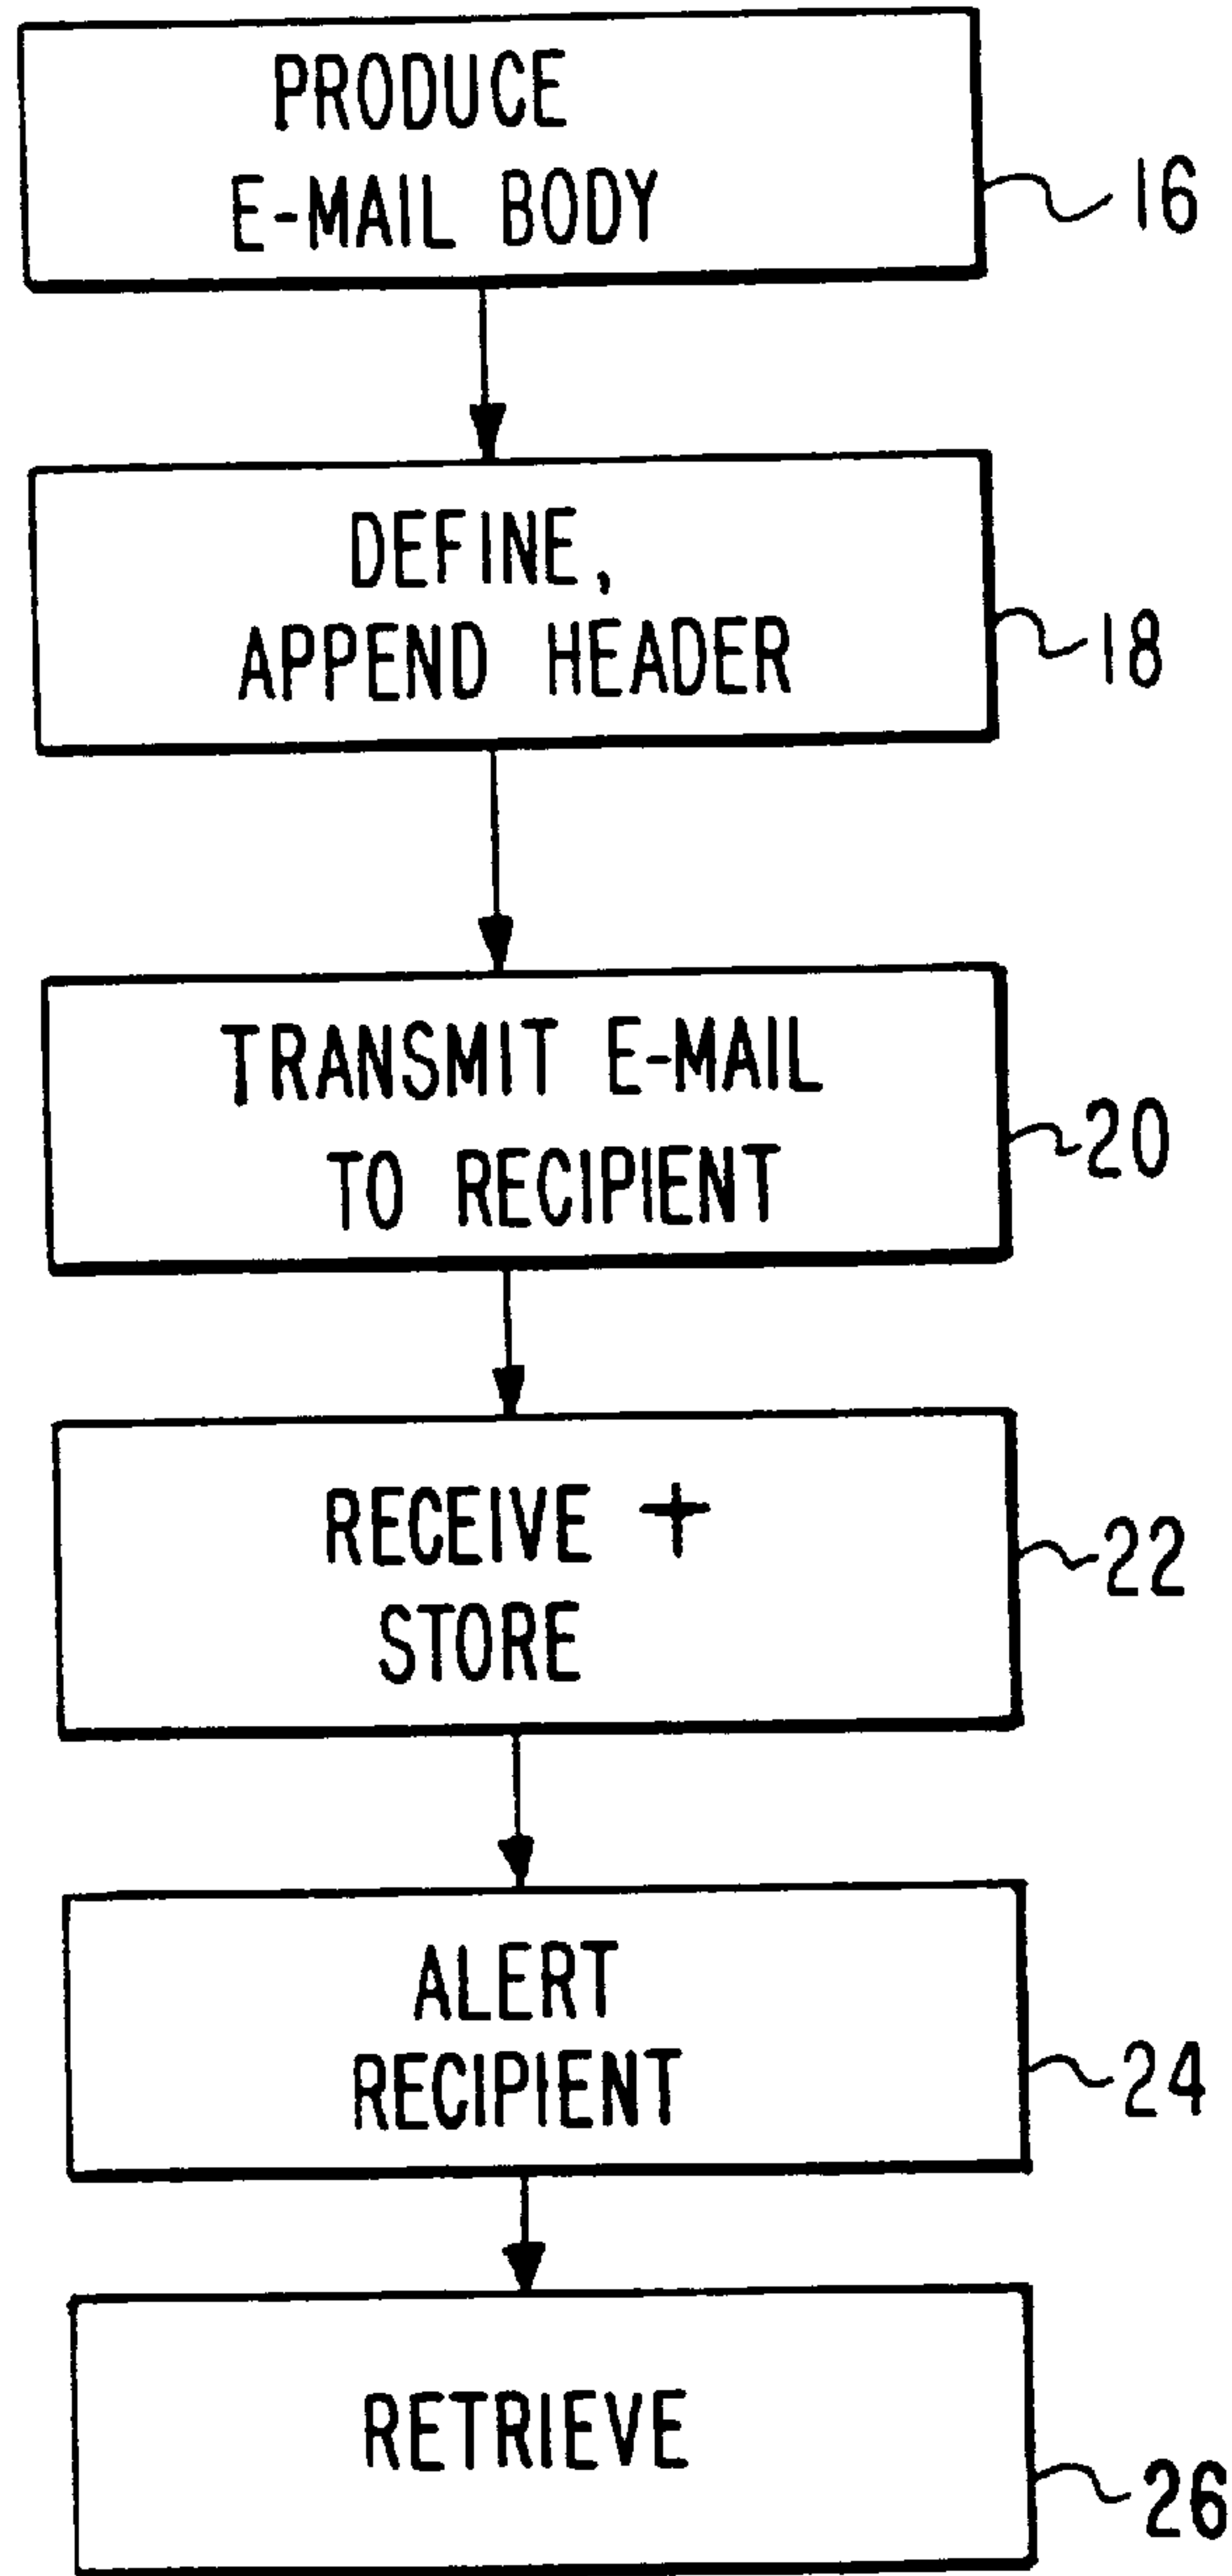 PRODUCE
E-MAIL BODY
16
DEFINE,
APPEND HEADER
18
TRANSMIT E-MAIL
TO RECIPIENT
20
RECEIVE +
STORE
22
ALERT
RECIPIENT
24
RETRIEVE
26